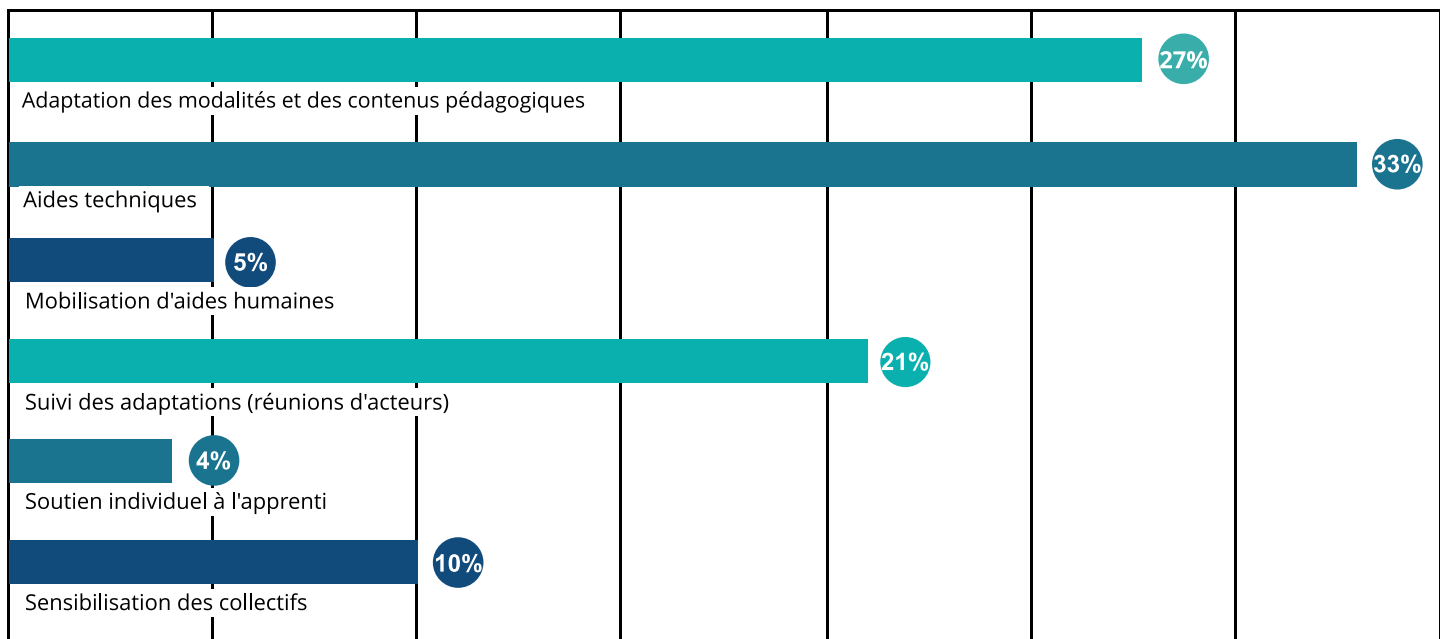 27%
Adaptation des modalités et des contenus pédagogiques
33%
Aides techniques
5%
Mobilisation d'aides humaines
21%
Suivi des adaptations (réunions d'acteurs)
4%
Soutien individuel à l'apprenti
10%
Sensibilisation des collectifs